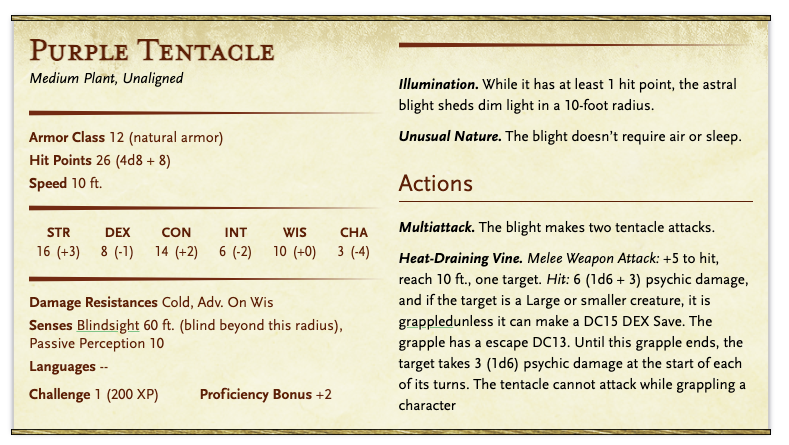 Purple Tentacle
Medium Plant, Unaligned
Armor Class 12 (natural armor)
Hit Points 26 (4d8 + 8)
Speed 10 ft.
STR DEX CON INT WIS CHA
16 (+3) 8 (-1) 14 (+2) 6 (-2) 10 (+0) 3 (-4)
Damage Resistances Cold, Adv. On Wis
Senses Blindsight 60 ft. (blind beyond this radius),
Passive Perception 10
Languages --
Challenge 1 (200 XP) Proficiency Bonus +2
Illumination. While it has at least 1 hit point, the astral
blight sheds dim light in a 10-foot radius.
Unusual Nature. The blight doesn’t require air or sleep.
Actions
Multiattack. The blight makes two tentacle attacks.
Heat-Draining Vine. Melee Weapon Attack: +5 to hit,
reach 10 ft., one target. Hit: 6 (1d6 + 3) psychic damage,
and if the target is a Large or smaller creature, it is
grappledunless it can make a DC15 DEX Save. The
grapple has a escape DC13. Until this grapple ends, the
target takes 3 (1d6) psychic damage at the start of each
of its turns. The tentacle cannot attack while grappling a
character